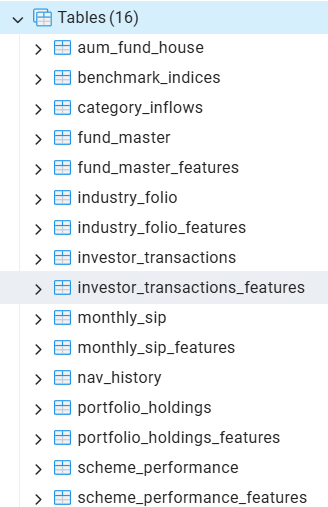 Tables (16)
aum_fund_house
benchmark_indices
category_inflows
fund_master
fund_master_features
industry_folio
industry_folio_features
investor_transactions
investor_transactions_features
monthly_sip
monthly_sip_features
nav_history
portfolio_holdings
portfolio_holdings_features
scheme_performance
scheme_performance_features